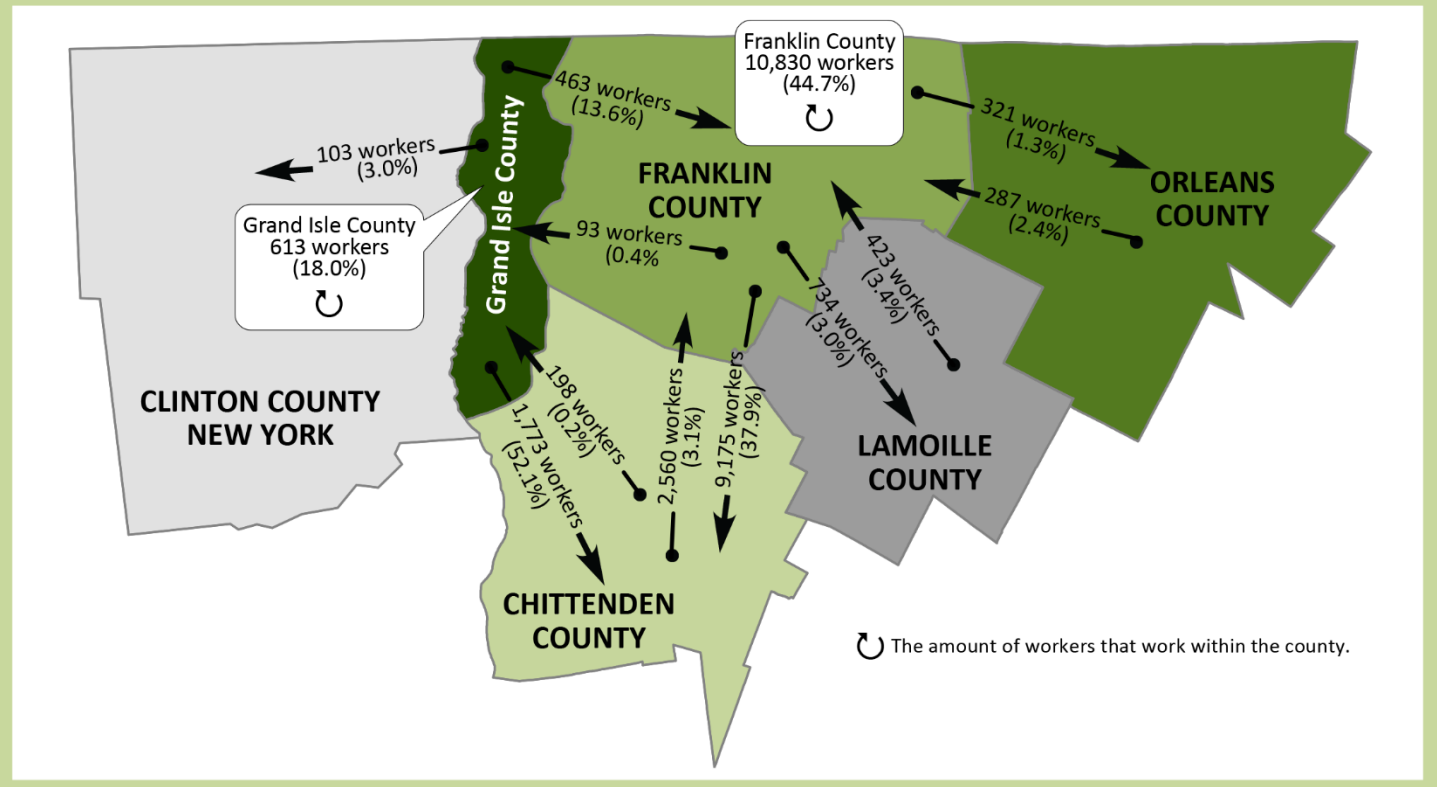 Franklin County
10,830 workers
(44.7%)
463 workers
(13.6%)
321 workers
(1.3%)
103 workers
(3.0%)
Grand Isle County
FRANKLIN
COUNTY
ORLEANS
COUNTY
287 workers
(2.4%)
Grand Isle County
613 workers
(18.0%)
93 workers
(0.4%
423 workers
(3.4%)
734 workers
(3.0%)
198 workers
(0.2%)
1,773 workers
(52.1%)
2,560 workers
(3.1%)
9,175 workers
(37.9%)
CLINTON COUNTY
NEW YORK
LAMOILLE
COUNTY
CHITTENDEN
COUNTY
The amount of workers that work within the county.